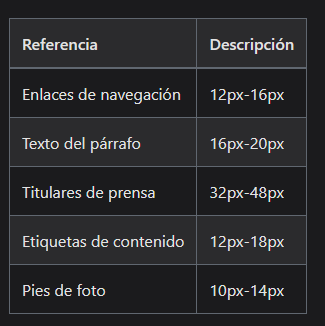 Referencia Descripción
Enlaces de navegación 12px-16px
Texto del párrafo 16px-20px
Titulares de prensa 32px-48px
Etiquetas de contenido 12px-18px
Pies de foto 10px-14px